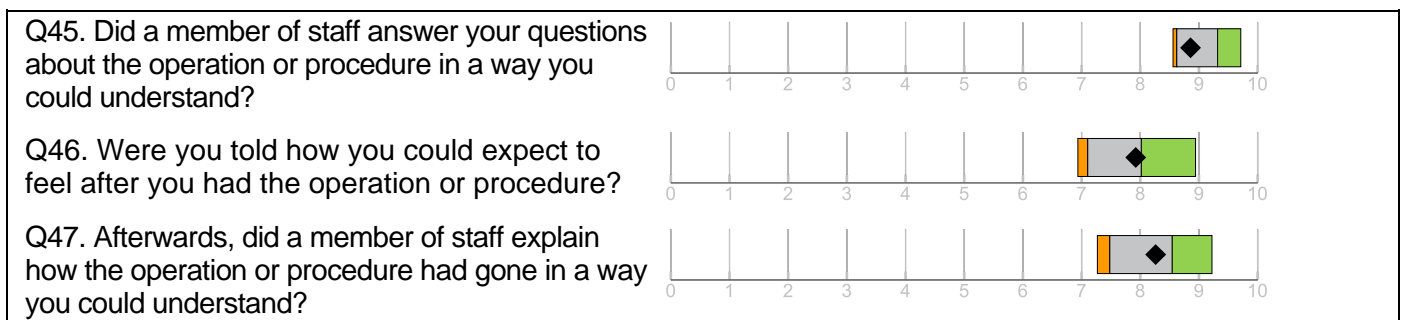 Q45. Did a member of staff answer your questions
about the operation or procedure in a way you
could understand?
0 1 2 3 4 5 6 7 8 9 10
Q46. Were you told how you could expect to
feel after you had the operation or procedure?
0 1 2 3 4 5 6 7 8 9 10
Q47. Afterwards, did a member of staff explain
how the operation or procedure had gone in a way
you could understand?
0 1 2 3 4 5 6 7 8 9 10